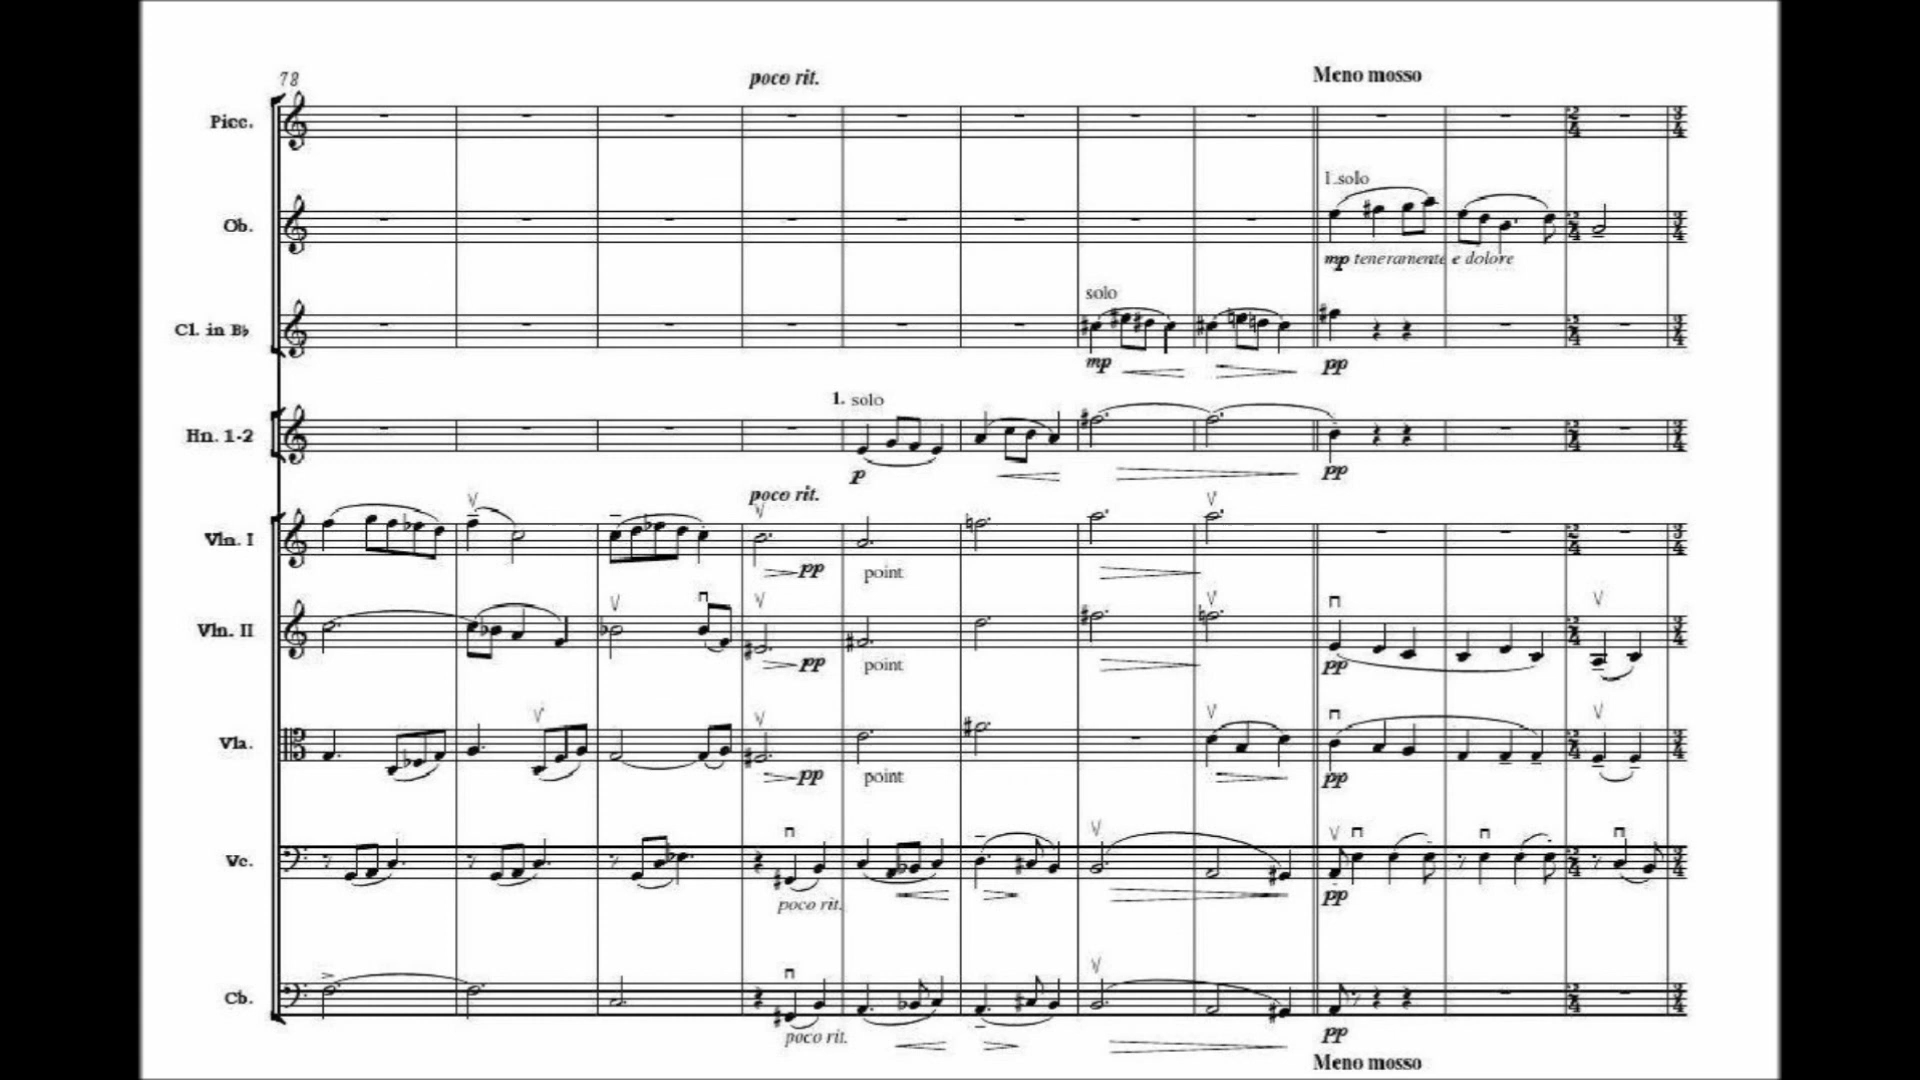 78 poco rit. Meno mosso
Picc.
1.solo
Ob.
mp teneramente e dolore
solo
Cl. in B♭
mp pp
1. solo
Hn. 1-2
p pp
poco rit.
Vln. I
pp point
Vln. II
pp point pp
Vla.
pp point pp
Vc.
pp
poco rit.
Cb.
poco rit. pp
Meno mosso